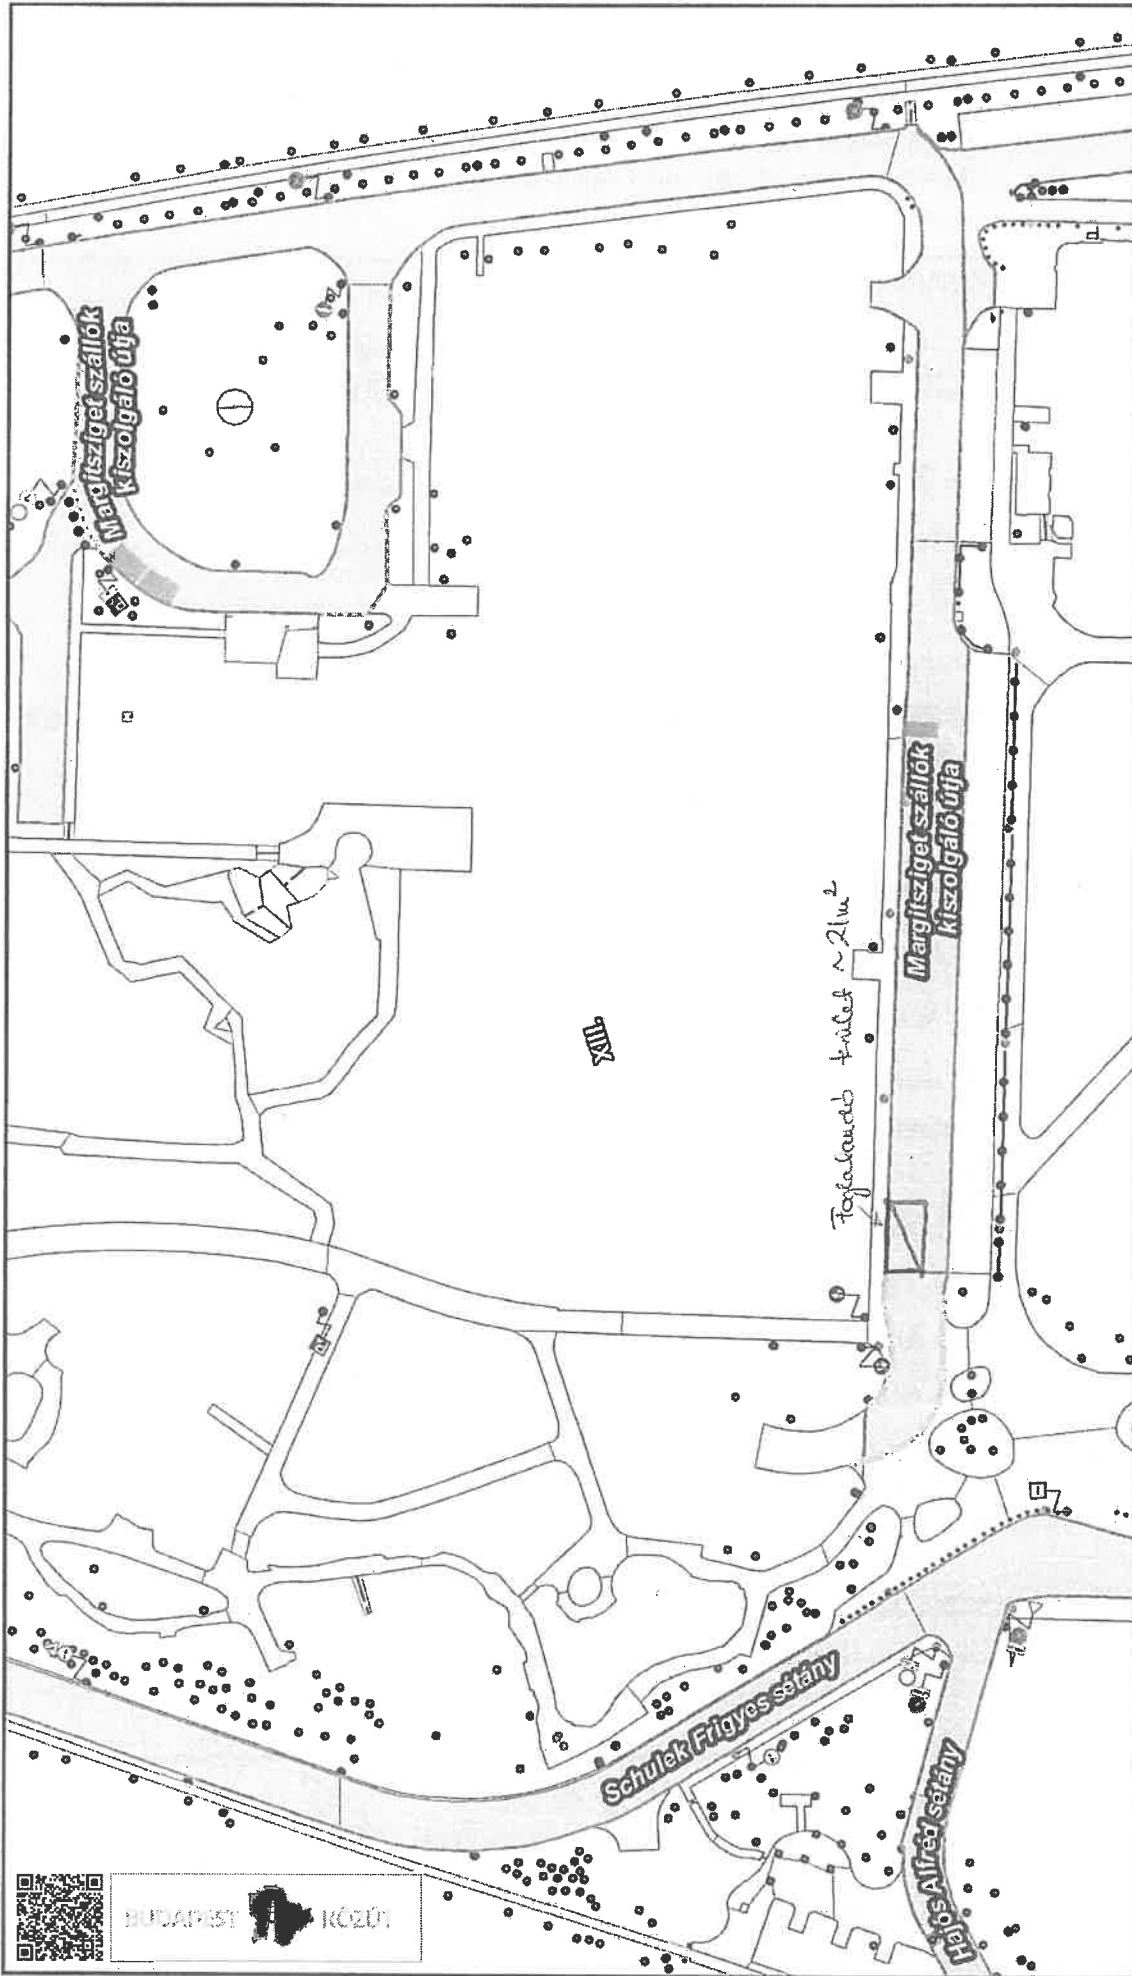 Margitsziget szállók
kiszolgáló útja
Margitsziget szállók
kiszolgáló útja
Foglalandó terület ~ 21m²
XIII.
Schulek Frigyes sétány
Hajós Alfréd sétány
BUDAPEST KÖZÚT